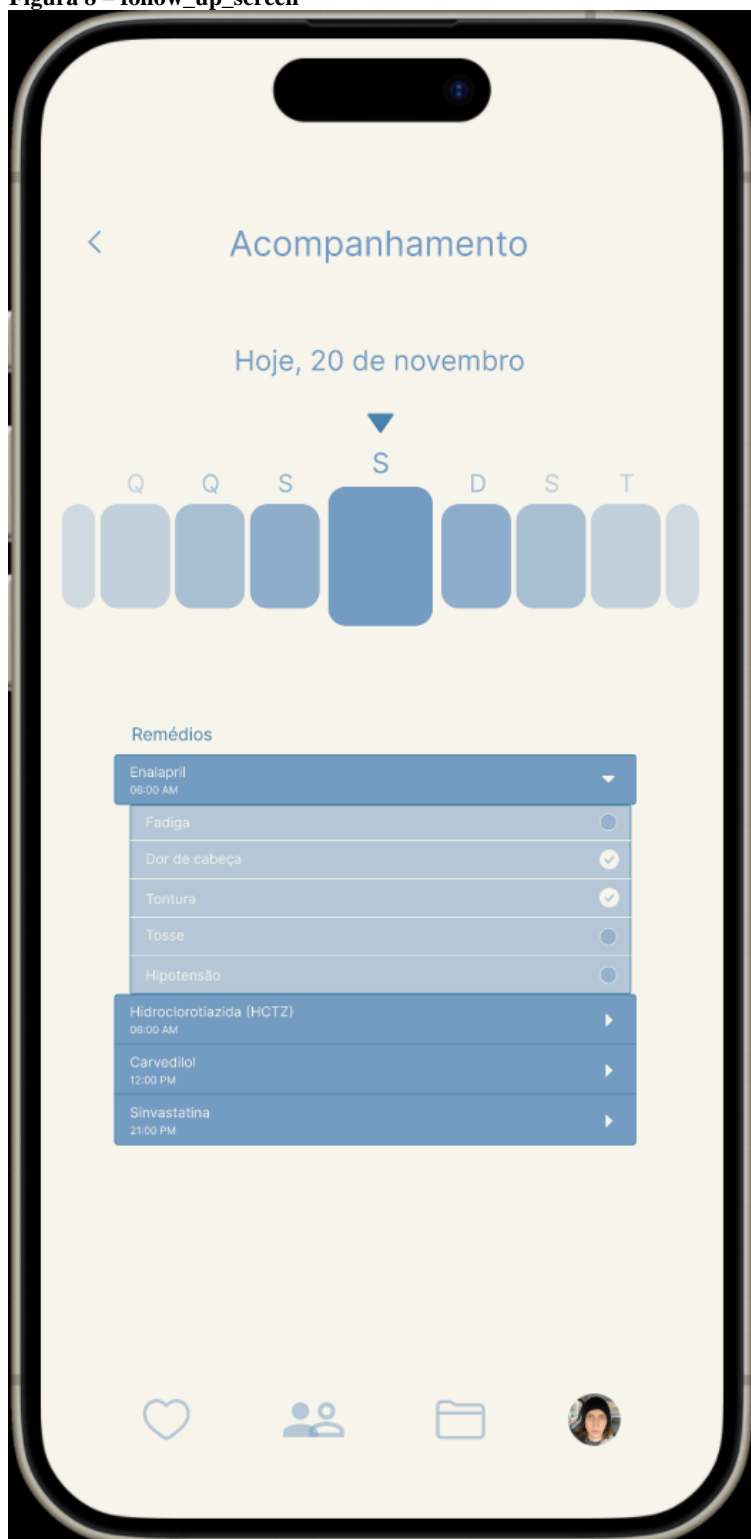 Figura 8 – follow_up_screen
Acompanhamento
Hoje, 20 de novembro
Q Q S S D S T
Remédios
Enalapril
06:00 AM
Fadiga
Dor de cabeça
Tontura
Tosse
Hipotensão
Hidroclorotiazida (HCTZ)
06:00 AM
Carvedilol
12:00 PM
Sinvastatina
21:00 PM